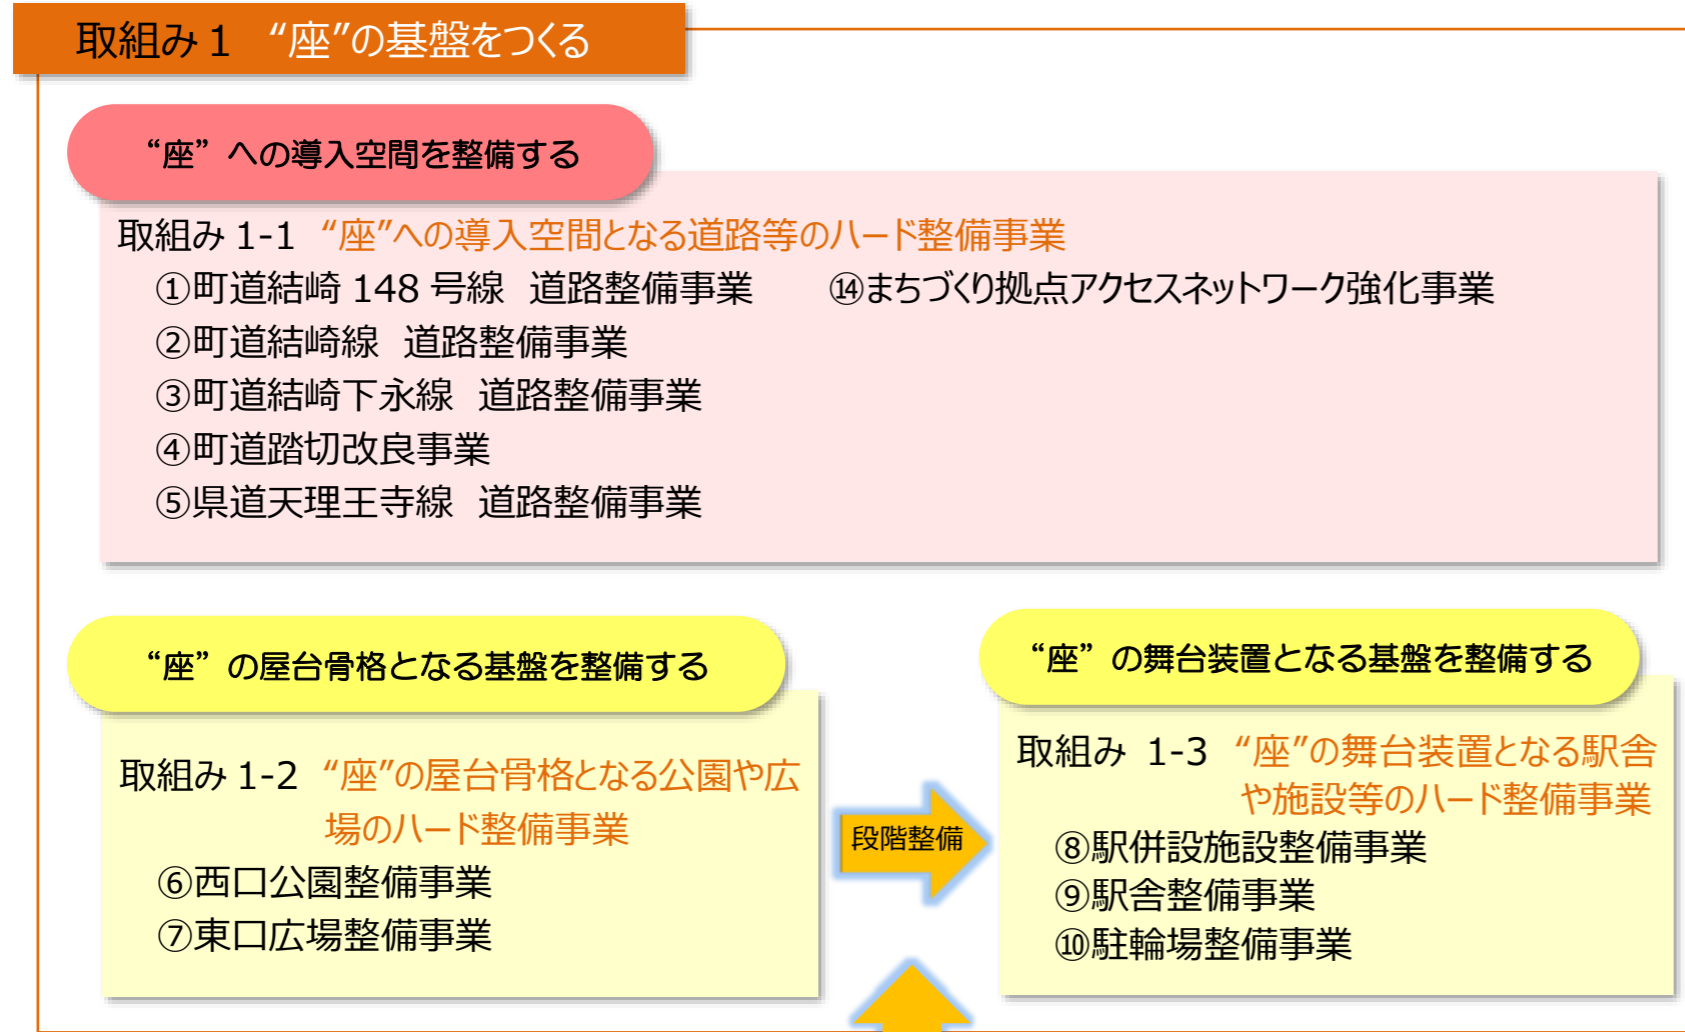 取組み1 “座”の基盤をつくる
“座”への導入空間を整備する
取組み 1-1 “座”への導入空間となる道路等のハード整備事業
①町道結崎 148 号線 道路整備事業 ⑭まちづくり拠点アクセスネットワーク強化事業
②町道結崎線 道路整備事業
③町道結崎下永線 道路整備事業
④町道踏切改良事業
⑤県道天理王寺線 道路整備事業
“座”の屋台骨格となる基盤を整備する
取組み 1-2 “座”の屋台骨格となる公園や広
場のハード整備事業
⑥西口公園整備事業
⑦東口広場整備事業
段階整備
“座”の舞台装置となる基盤を整備する
取組み 1-3 “座”の舞台装置となる駅舎
や施設等のハード整備事業
⑧駅併設施設整備事業
⑨駅舎整備事業
⑩駐輪場整備事業